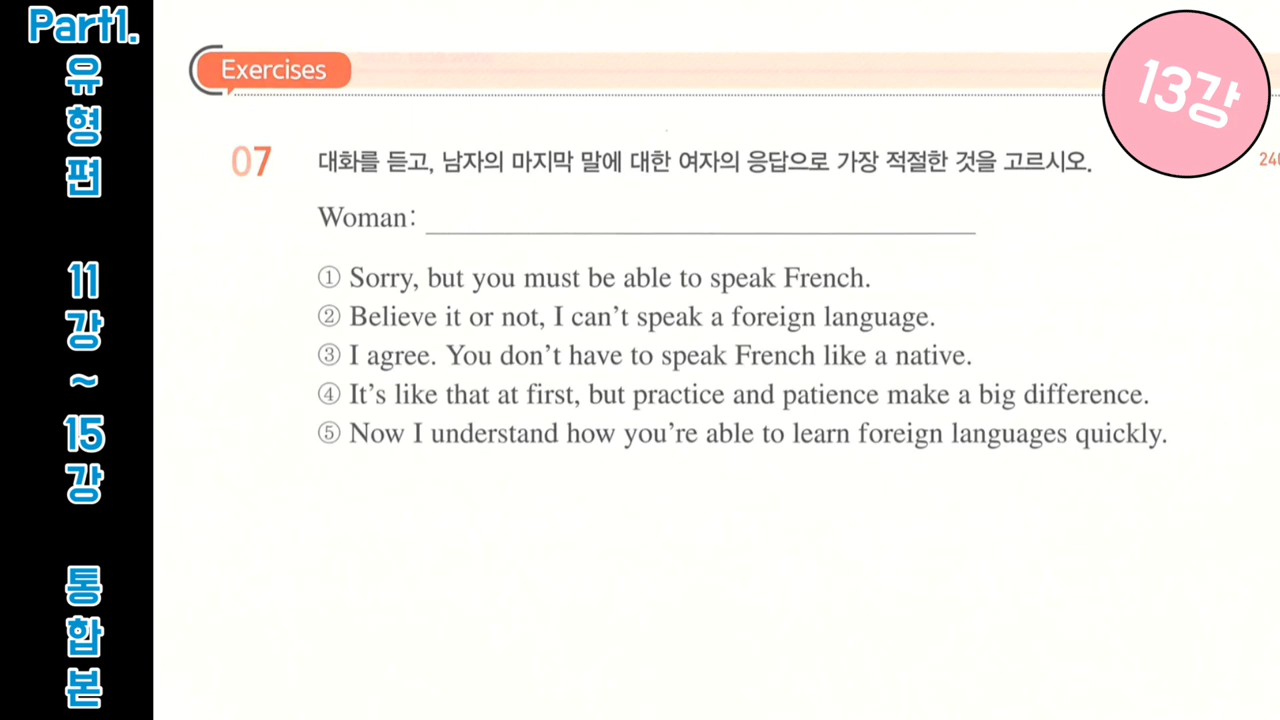 Part1.
유
형
편
11
강
~
15
강
통
합
본
Exercises
13강
07 대화를 듣고, 남자의 마지막 말에 대한 여자의 응답으로 가장 적절한 것을 고르시오.
Woman:
① Sorry, but you must be able to speak French.
② Believe it or not, I can't speak a foreign language.
③ I agree. You don't have to speak French like a native.
④ It's like that at first, but practice and patience make a big difference.
⑤ Now I understand how you're able to learn foreign languages quickly.